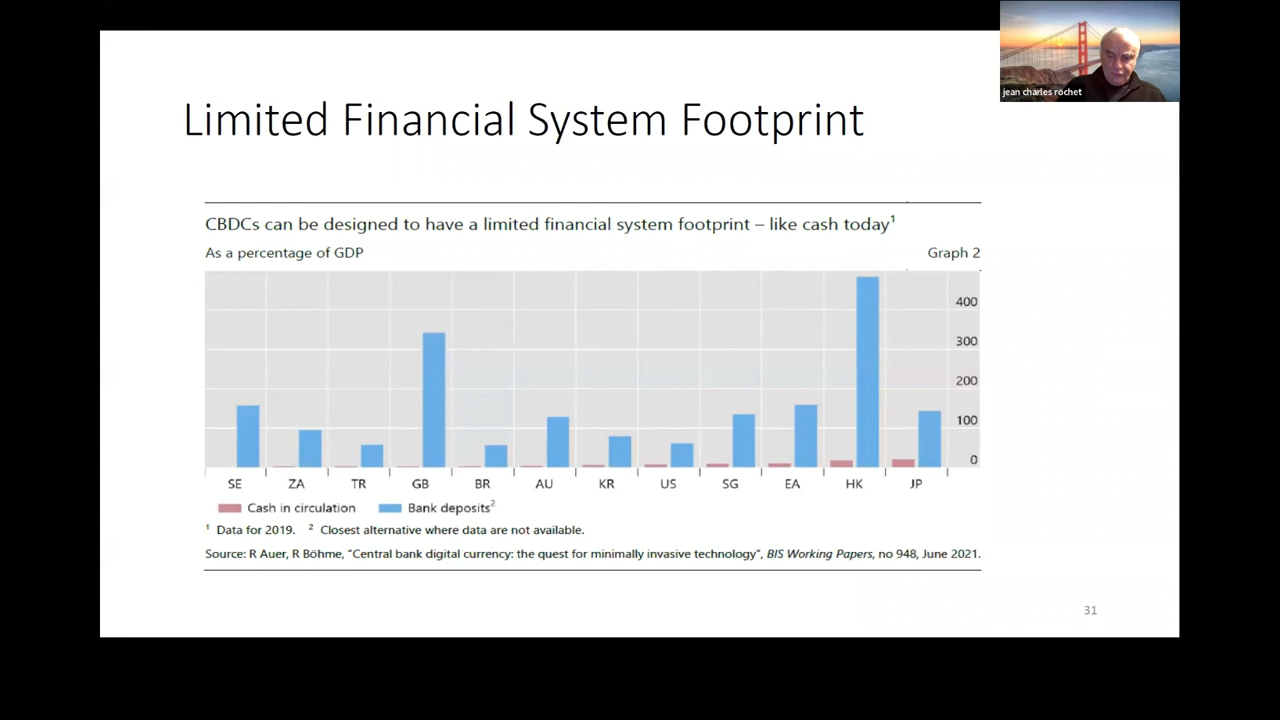 jean charles rochet
Limited Financial System Footprint
CBDCs can be designed to have a limited financial system footprint – like cash today¹
As a percentage of GDP
Graph 2
400
300
200
100
0
SE ZA TR GB BR AU KR US SG EA HK JP
Cash in circulation Bank deposits²
¹ Data for 2019. ² Closest alternative where data are not available.
Source: R Auer, R Böhme, “Central bank digital currency: the quest for minimally invasive technology”, BIS Working Papers, no 948, June 2021.
31